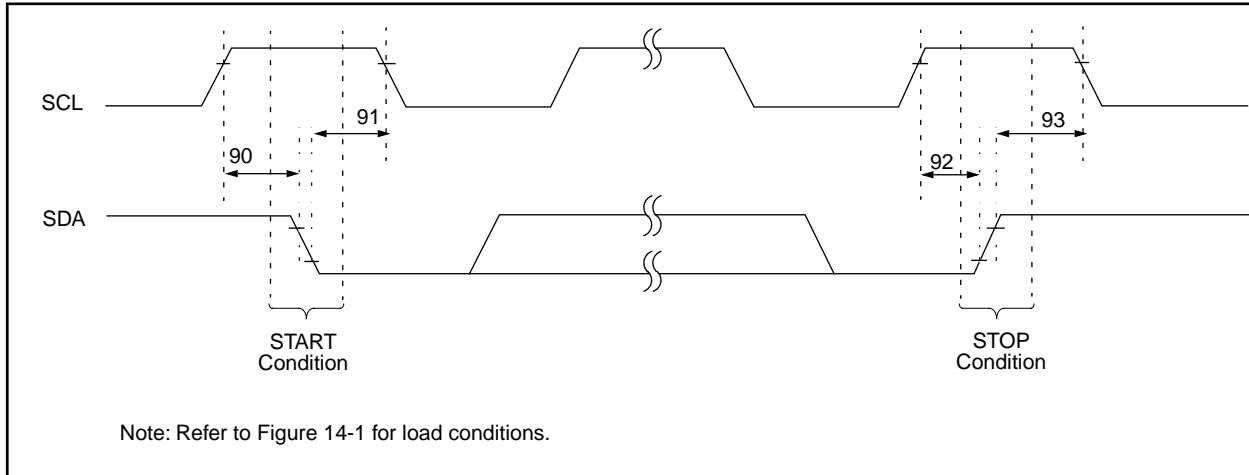 SCL
91
93
90
92
SDA
START
Condition
STOP
Condition
Note: Refer to Figure 14-1 for load conditions.